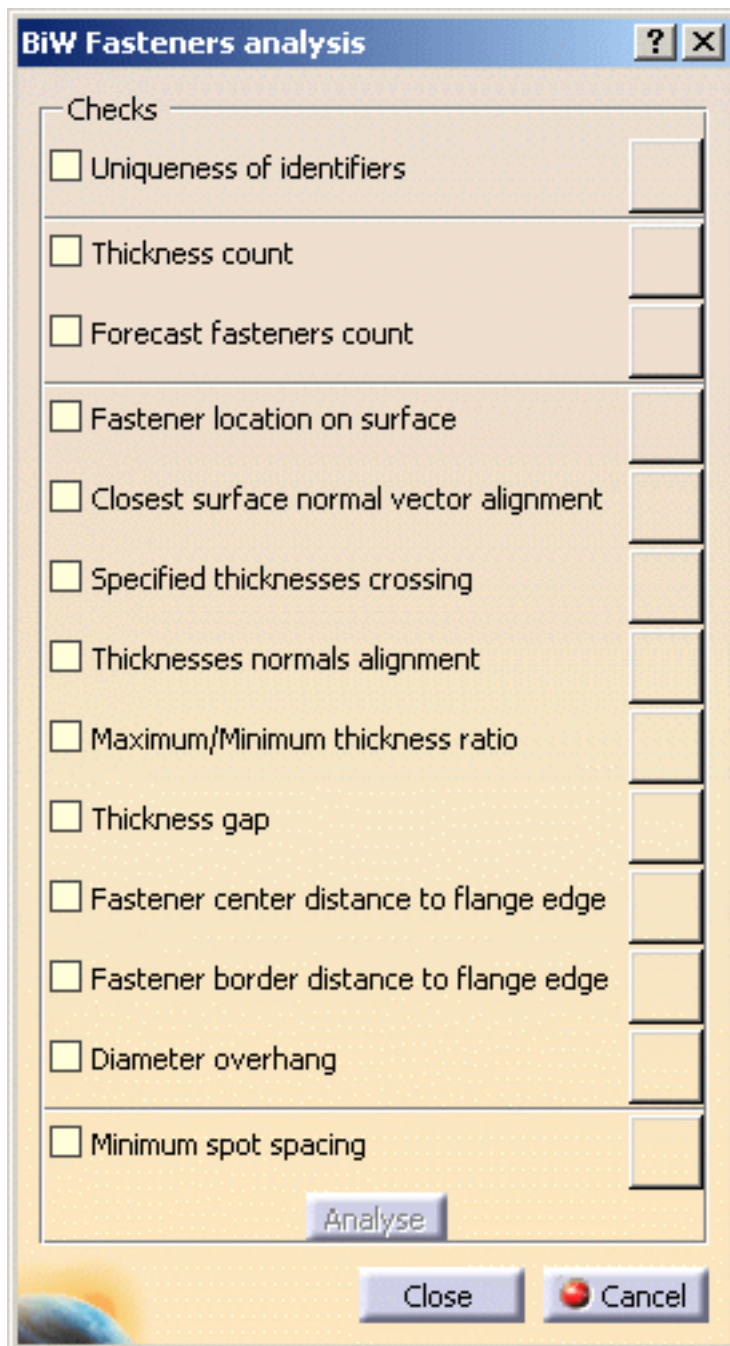 BiW Fasteners analysis
Checks
Uniqueness of identifiers
Thickness count
Forecast fasteners count
Fastener location on surface
Closest surface normal vector alignment
Specified thicknesses crossing
Thicknesses normals alignment
Maximum/Minimum thickness ratio
Thickness gap
Fastener center distance to flange edge
Fastener border distance to flange edge
Diameter overhang
Minimum spot spacing
Analyse
Close Cancel